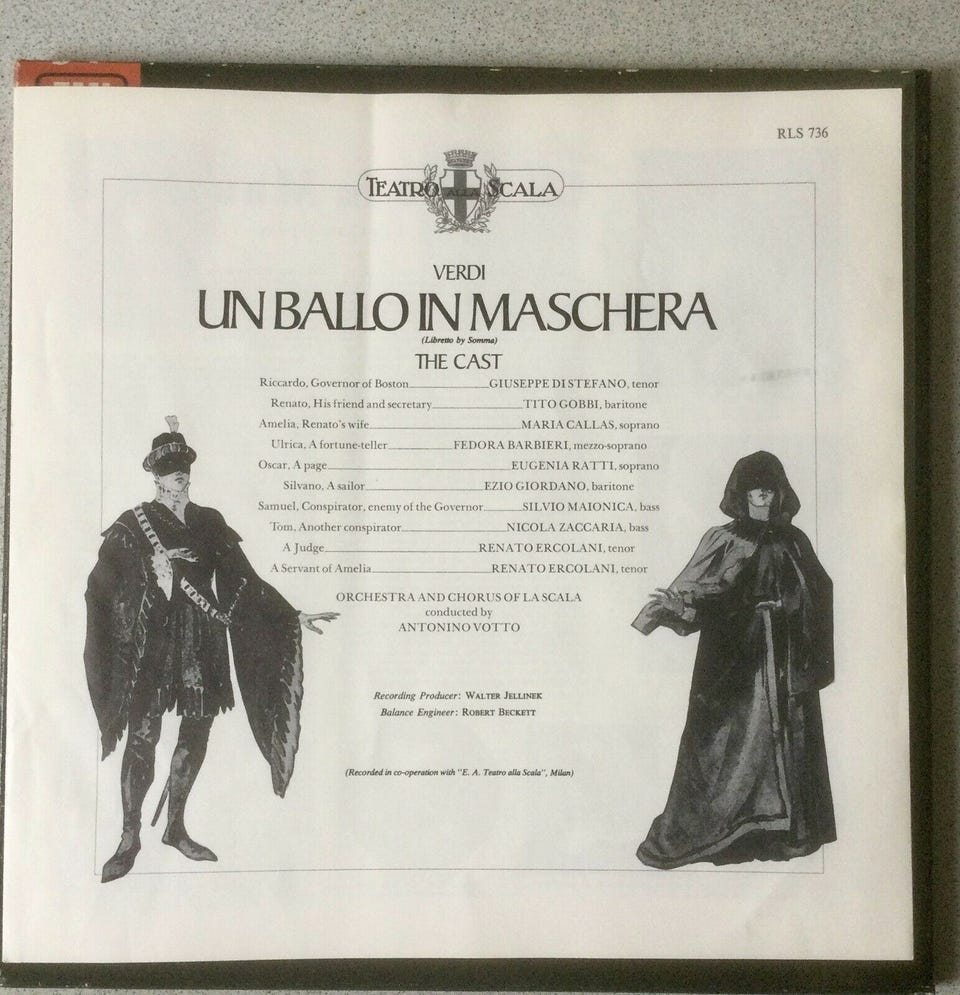 RLS 736
TEATRO ALLA SCALA
VERDI
UN BALLO IN MASCHERA
(Libretto by Somma)
THE CAST
Riccardo, Governor of Boston GIUSEPPE DI STEFANO, tenor
Renato, His friend and secretary TITO GOBBI, baritone
Amelia, Renato's wife MARIA CALLAS, soprano
Ulrica, A fortune-teller FEDORA BARBIERI, mezzo-soprano
Oscar, A page EUGENIA RATTI, soprano
Silvano, A sailor EZIO GIORDANO, baritone
Samuel, Conspirator, enemy of the Governor SILVIO MAIONICA, bass
Tom, Another conspirator NICOLA ZACCARIA, bass
A Judge RENATO ERCOLANI, tenor
A Servant of Amelia RENATO ERCOLANI, tenor
ORCHESTRA AND CHORUS OF LA SCALA
conducted by
ANTONINO VOTTO
Recording Producer: WALTER JELLINEK
Balance Engineer: ROBERT BECKETT
(Recorded in co-operation with "E. A. Teatro alla Scala", Milan)